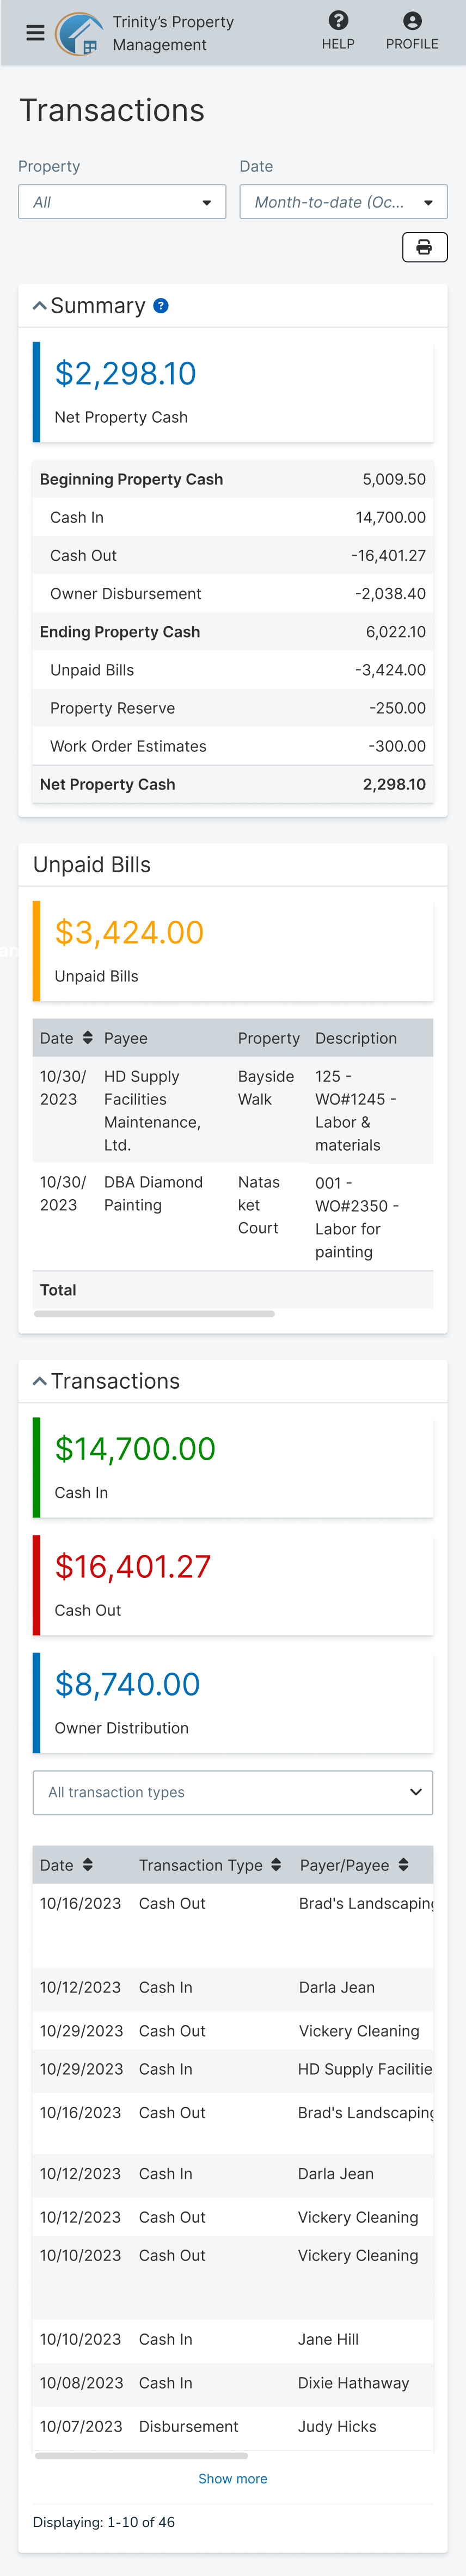 Trinity’s Property
Management
HELP
PROFILE
Transactions
Property
Date
All
Month-to-date (Oc...
Summary ?
$2,298.10
Net Property Cash
Beginning Property Cash 5,009.50
Cash In 14,700.00
Cash Out -16,401.27
Owner Disbursement -2,038.40
Ending Property Cash 6,022.10
Unpaid Bills -3,424.00
Property Reserve -250.00
Work Order Estimates -300.00
Net Property Cash 2,298.10
Unpaid Bills
$3,424.00
an
Unpaid Bills
Date Payee Property Description
10/30/ HD Supply Bayside 125 -
2023 Facilities Walk WO#1245 -
Maintenance, Labor &
Ltd. materials
10/30/ DBA Diamond Natas 001 -
2023 Painting ket WO#2350 -
Court Labor for
painting
Total
Transactions
$14,700.00
Cash In
$16,401.27
Cash Out
$8,740.00
Owner Distribution
All transaction types
Date Transaction Type Payer/Payee
10/16/2023 Cash Out Brad's Landscaping
10/12/2023 Cash In Darla Jean
10/29/2023 Cash Out Vickery Cleaning
10/29/2023 Cash In HD Supply Facilitie
10/16/2023 Cash Out Brad's Landscaping
10/12/2023 Cash In Darla Jean
10/12/2023 Cash Out Vickery Cleaning
10/10/2023 Cash Out Vickery Cleaning
10/10/2023 Cash In Jane Hill
10/08/2023 Cash In Dixie Hathaway
10/07/2023 Disbursement Judy Hicks
Show more
Displaying: 1-10 of 46